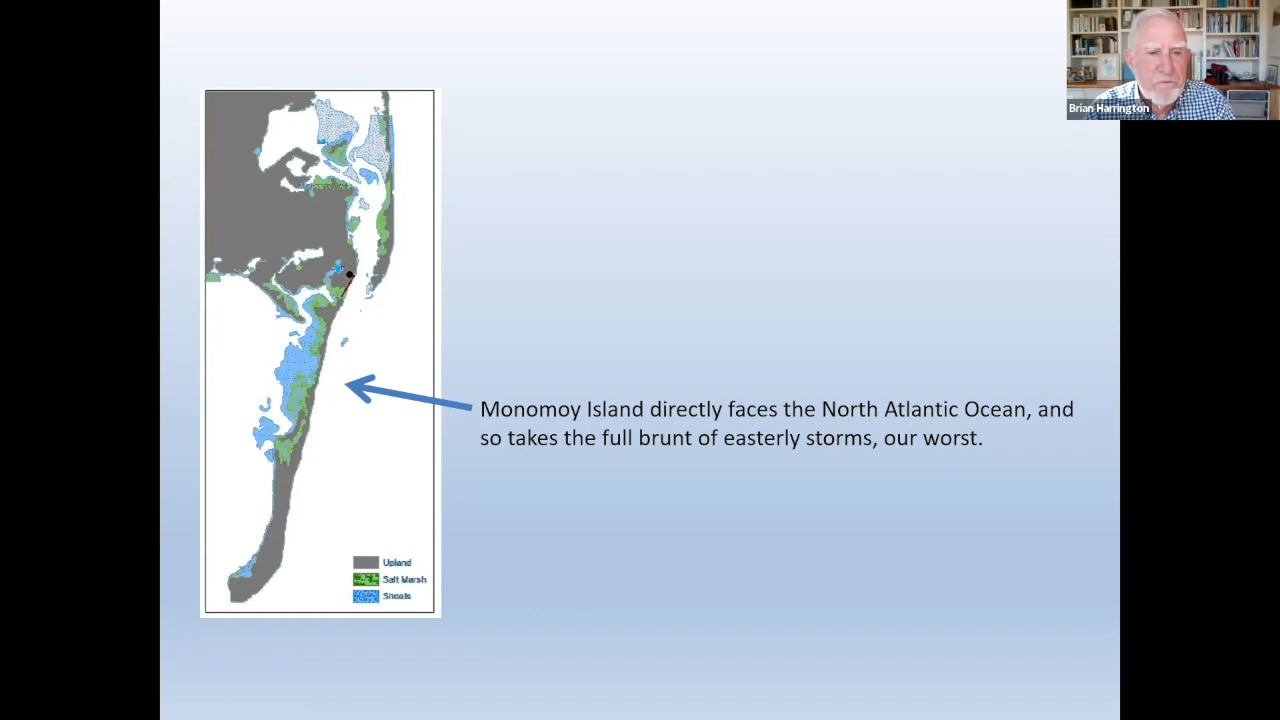 Brian Harrington
Monomoy Island directly faces the North Atlantic Ocean, and
so takes the full brunt of easterly storms, our worst.
Upland
Salt Marsh
Shoals